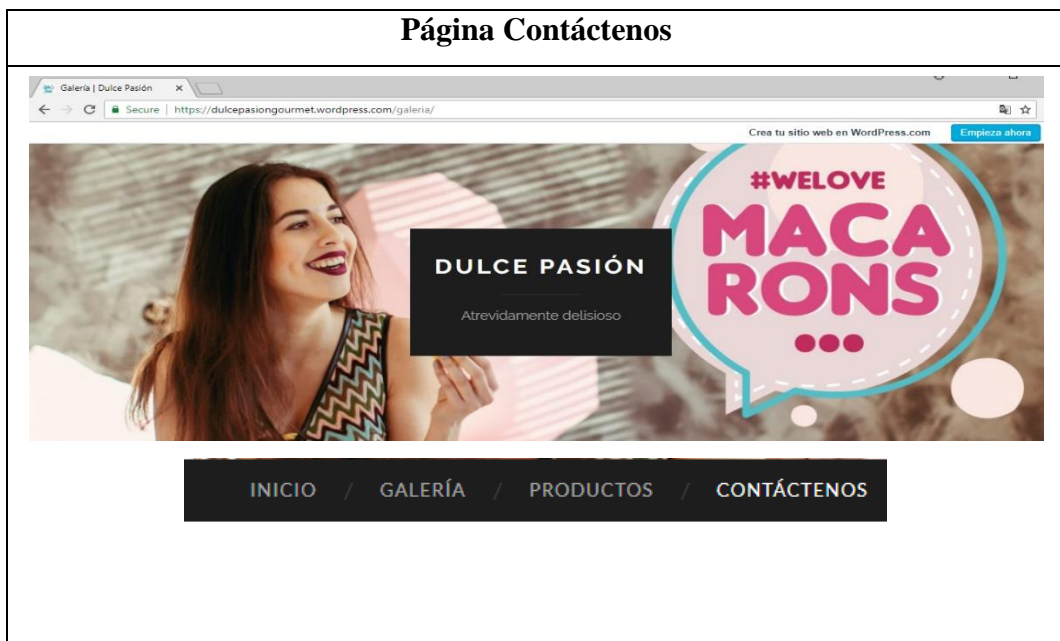 Página Contáctenos
Galería | Dulce Pasión
Secure | https://dulcepasiongourmet.wordpress.com/galeria/
Crea tu sitio web en WordPress.com Empieza ahora
#WELOVE
MACA
RONS
DULCE PASIÓN
Atrevidamente delisioso
INICIO / GALERÍA / PRODUCTOS / CONTÁCTENOS